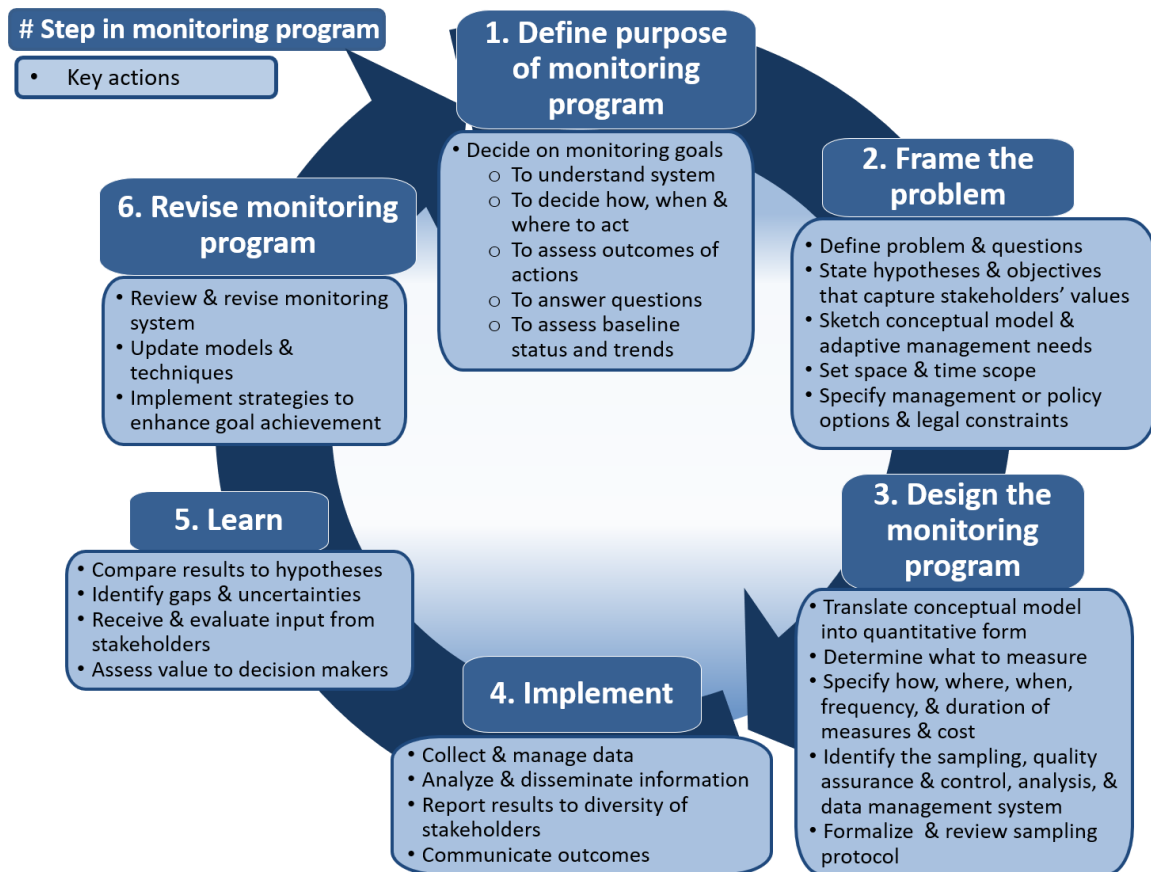 # Step in monitoring program
• Key actions
1. Define purpose
of monitoring
program
• Decide on monitoring goals
o To understand system
o To decide how, when &
where to act
o To assess outcomes of
actions
o To answer questions
o To assess baseline
status and trends
2. Frame the
problem
• Define problem & questions
• State hypotheses & objectives
that capture stakeholders’ values
• Sketch conceptual model &
adaptive management needs
• Set space & time scope
• Specify management or policy
options & legal constraints
3. Design the
monitoring
program
• Translate conceptual model
into quantitative form
• Determine what to measure
• Specify how, where, when,
frequency, & duration of
measures & cost
• Identify the sampling, quality
assurance & control, analysis, &
data management system
• Formalize & review sampling
protocol
4. Implement
• Collect & manage data
• Analyze & disseminate information
• Report results to diversity of
stakeholders
• Communicate outcomes
5. Learn
• Compare results to hypotheses
• Identify gaps & uncertainties
• Receive & evaluate input from
stakeholders
• Assess value to decision makers
6. Revise monitoring
program
• Review & revise monitoring
system
• Update models &
techniques
• Implement strategies to
enhance goal achievement